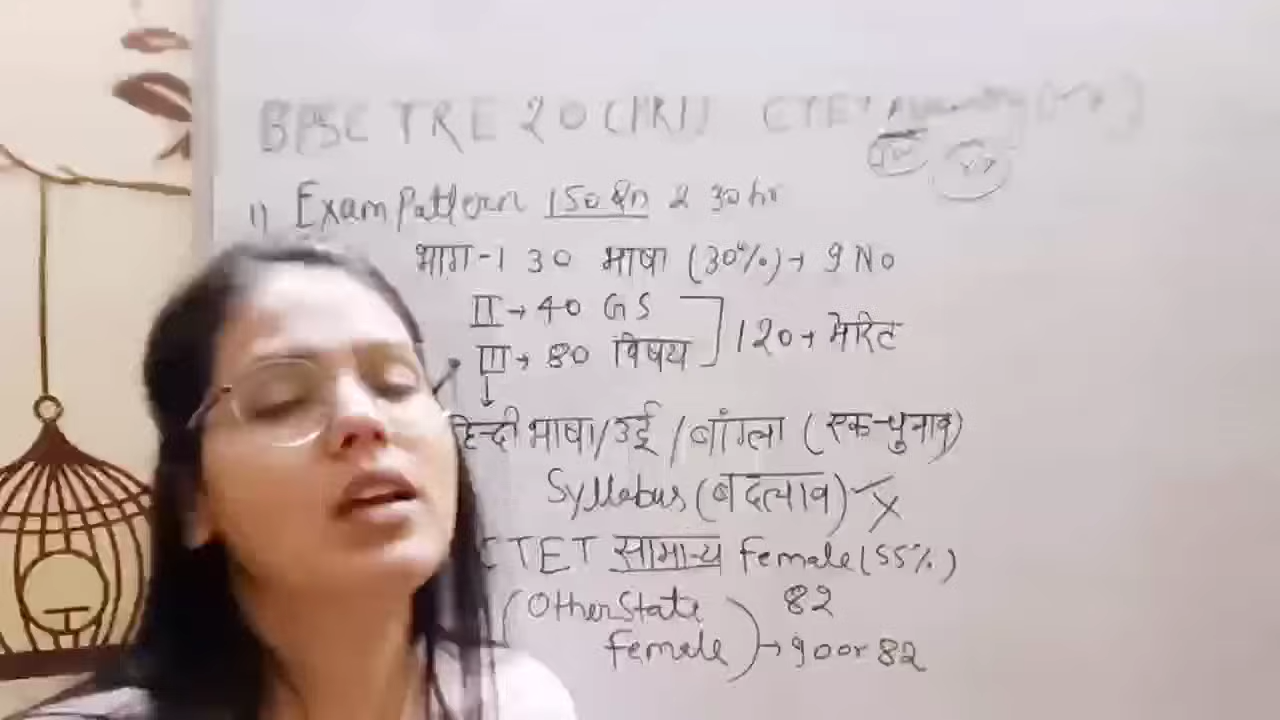 BPSC TRE 2.0 (PRT) CTET
1) Exam Pattern 150 Qn 2 30 hr
भाग-1 30 भाषा (30%) → 9 No
II → 40 GS
III → 80 विषय ] 120 → मेरिट
हिन्दी भाषा/उर्दू/बांग्ला (एक-चुनाव)
Syllabus (बदलाव) X
CTET सामान्य Female (55%)
(Other State 82
Female) → 90 or 82